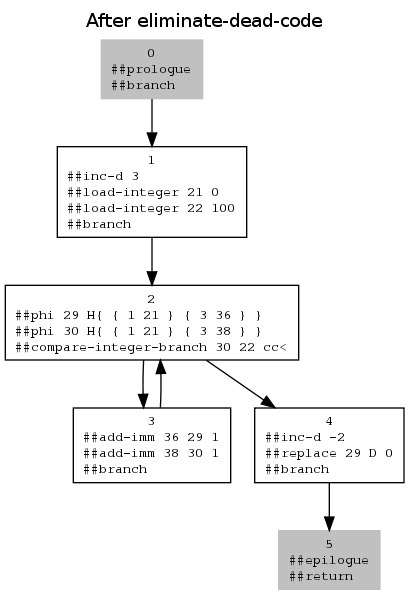 After eliminate-dead-code
0
##prologue
##branch
1
##inc-d 3
##load-integer 21 0
##load-integer 22 100
##branch
2
##phi 29 H{ { 1 21 } { 3 36 } }
##phi 30 H{ { 1 21 } { 3 38 } }
##compare-integer-branch 30 22 cc<
3
##add-imm 36 29 1
##add-imm 38 30 1
##branch
4
##inc-d -2
##replace 29 D 0
##branch
5
##epilogue
##return